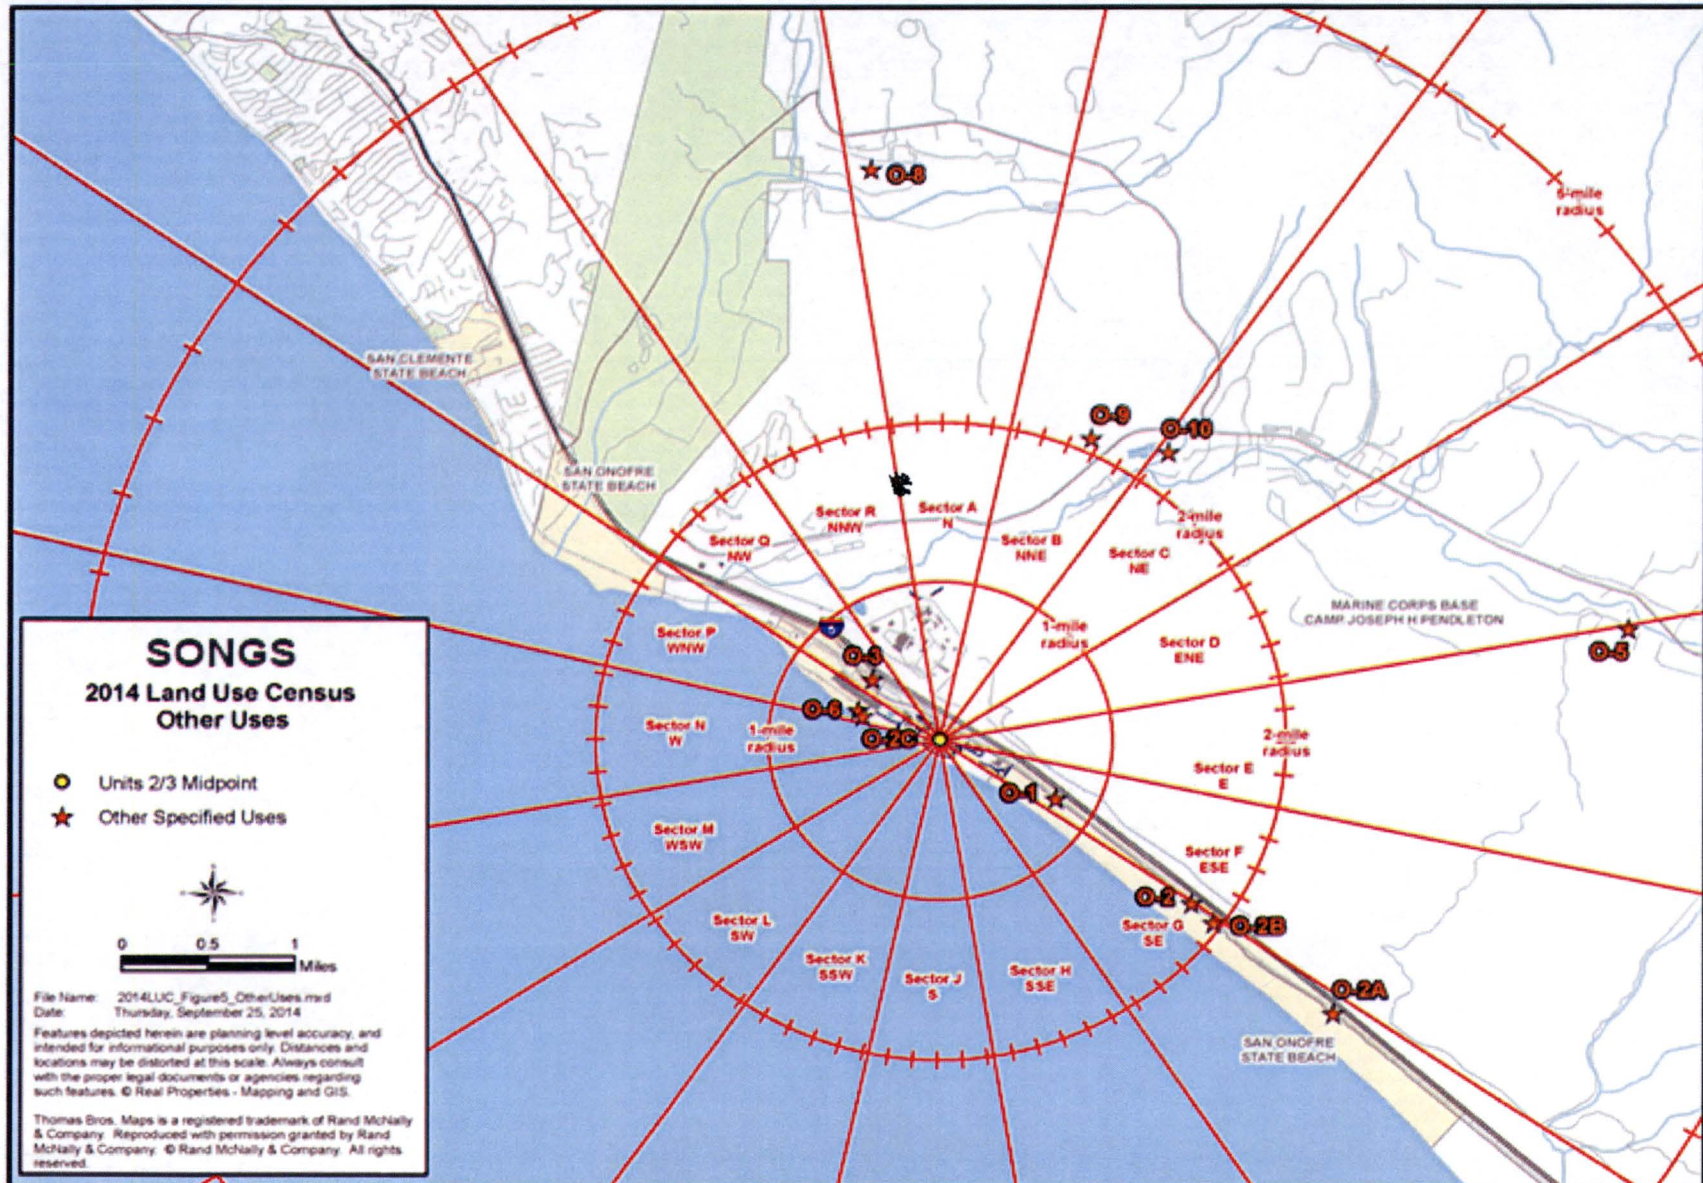 O-8
5-mile
radius
SAN CLEMENTE
STATE BEACH
O-9
O-10
SAN ONOFRE
STATE BEACH
Sector A
N
Sector R
NNW
2-mile
radius
Sector Q
NW
Sector B
NNE
Sector C
NE
MARINE CORPS BASE
CAMP JOSEPH H PENDLETON
1-mile
radius
Sector P
WNW
Sector D
ENE
5
O-3
O-5
O-6
Sector N
W
1-mile
radius
O-2C
2-mile
radius
Sector E
E
O-1
Sector M
WSW
Sector F
ESE
O-2
O-2B
Sector L
SW
Sector G
SE
Sector K
SSW
Sector J
S
Sector H
SSE
O-2A
SAN ONOFRE
STATE BEACH
SONGS
2014 Land Use Census
Other Uses
Units 2/3 Midpoint
Other Specified Uses
0 0.5 1
Miles
File Name: 2014LUC_Figure5_OtherUses.mxd
Date: Thursday, September 25, 2014
Features depicted herein are planning level accuracy, and
intended for informational purposes only. Distances and
locations may be distorted at this scale. Always consult
with the proper legal documents or agencies regarding
such features. © Real Properties - Mapping and GIS.
Thomas Bros. Maps is a registered trademark of Rand McNally
& Company. Reproduced with permission granted by Rand
McNally & Company. © Rand McNally & Company. All rights
reserved.